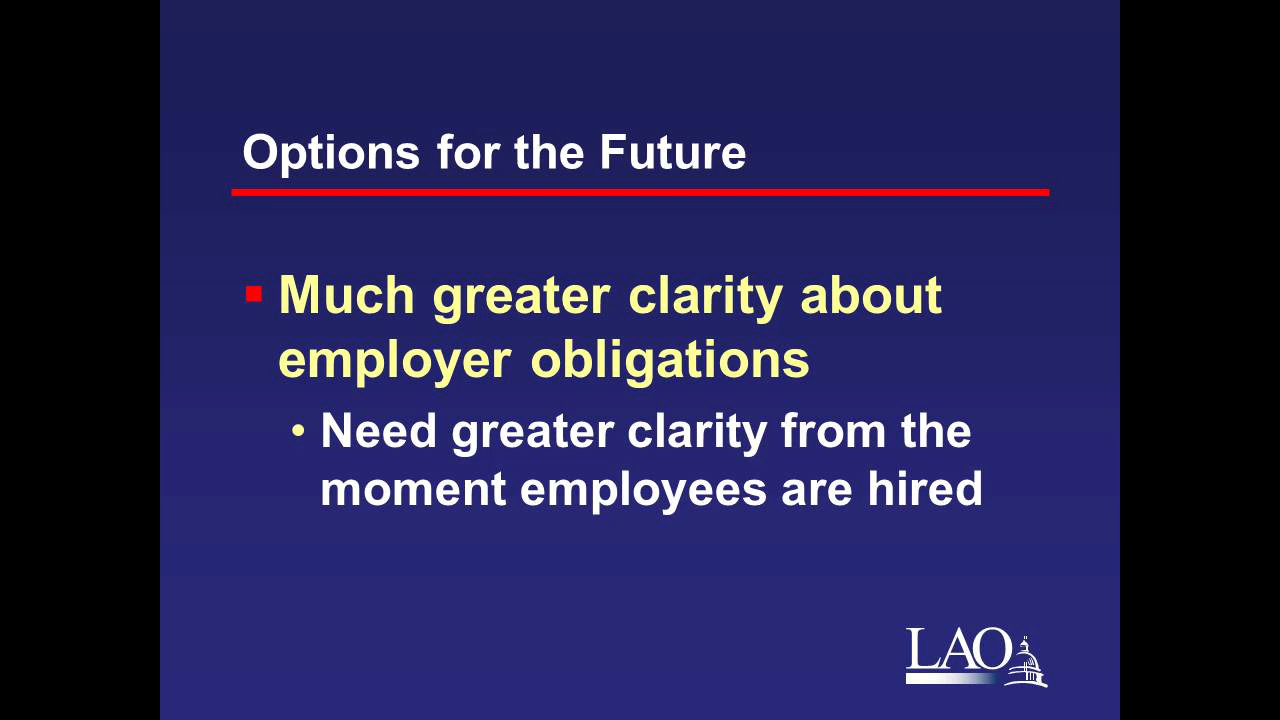 Options for the Future
▪ Much greater clarity about
employer obligations
• Need greater clarity from the
moment employees are hired
LAO